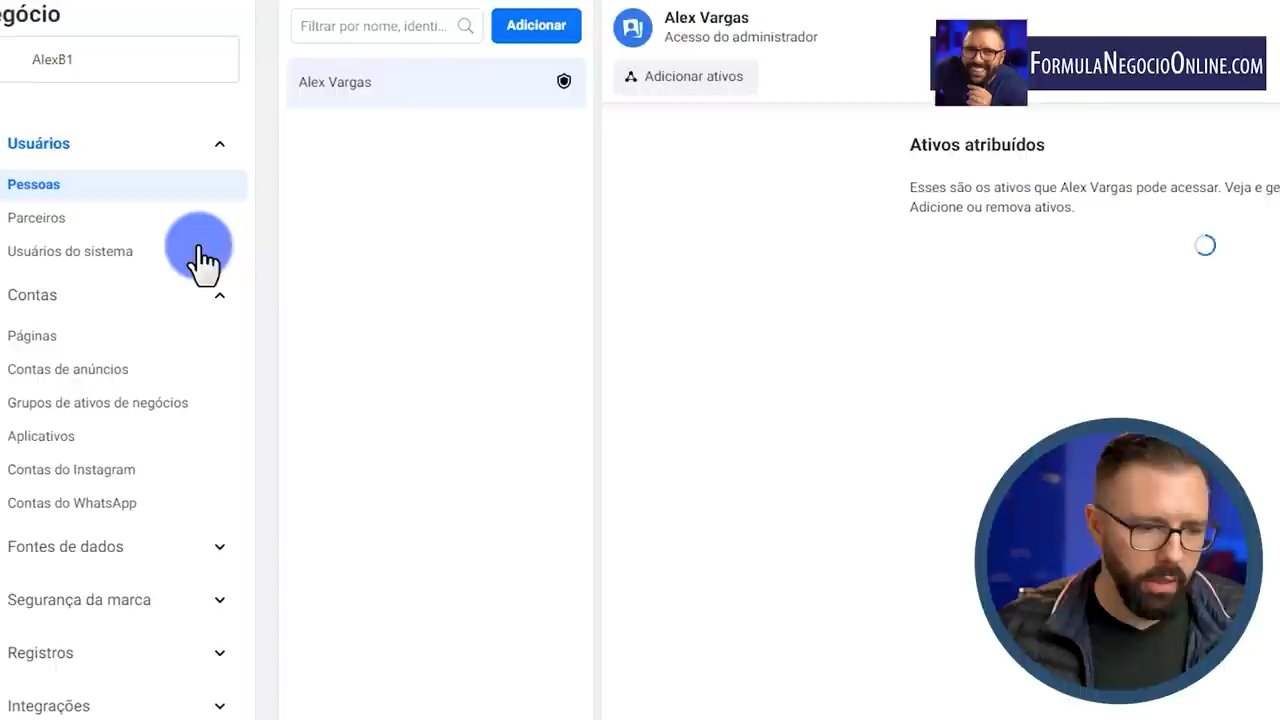 egócio
AlexB1
Usuários
Pessoas
Parceiros
Usuários do sistema
Contas
Páginas
Contas de anúncios
Grupos de ativos de negócios
Aplicativos
Contas do Instagram
Contas do WhatsApp
Fontes de dados
Segurança da marca
Registros
Integrações
Filtrar por nome, identi...
Adicionar
Alex Vargas
Alex Vargas
Acesso do administrador
Adicionar ativos
FormulaNegocioOnline.com
Ativos atribuídos
Esses são os ativos que Alex Vargas pode acessar. Veja e ge
Adicione ou remova ativos.